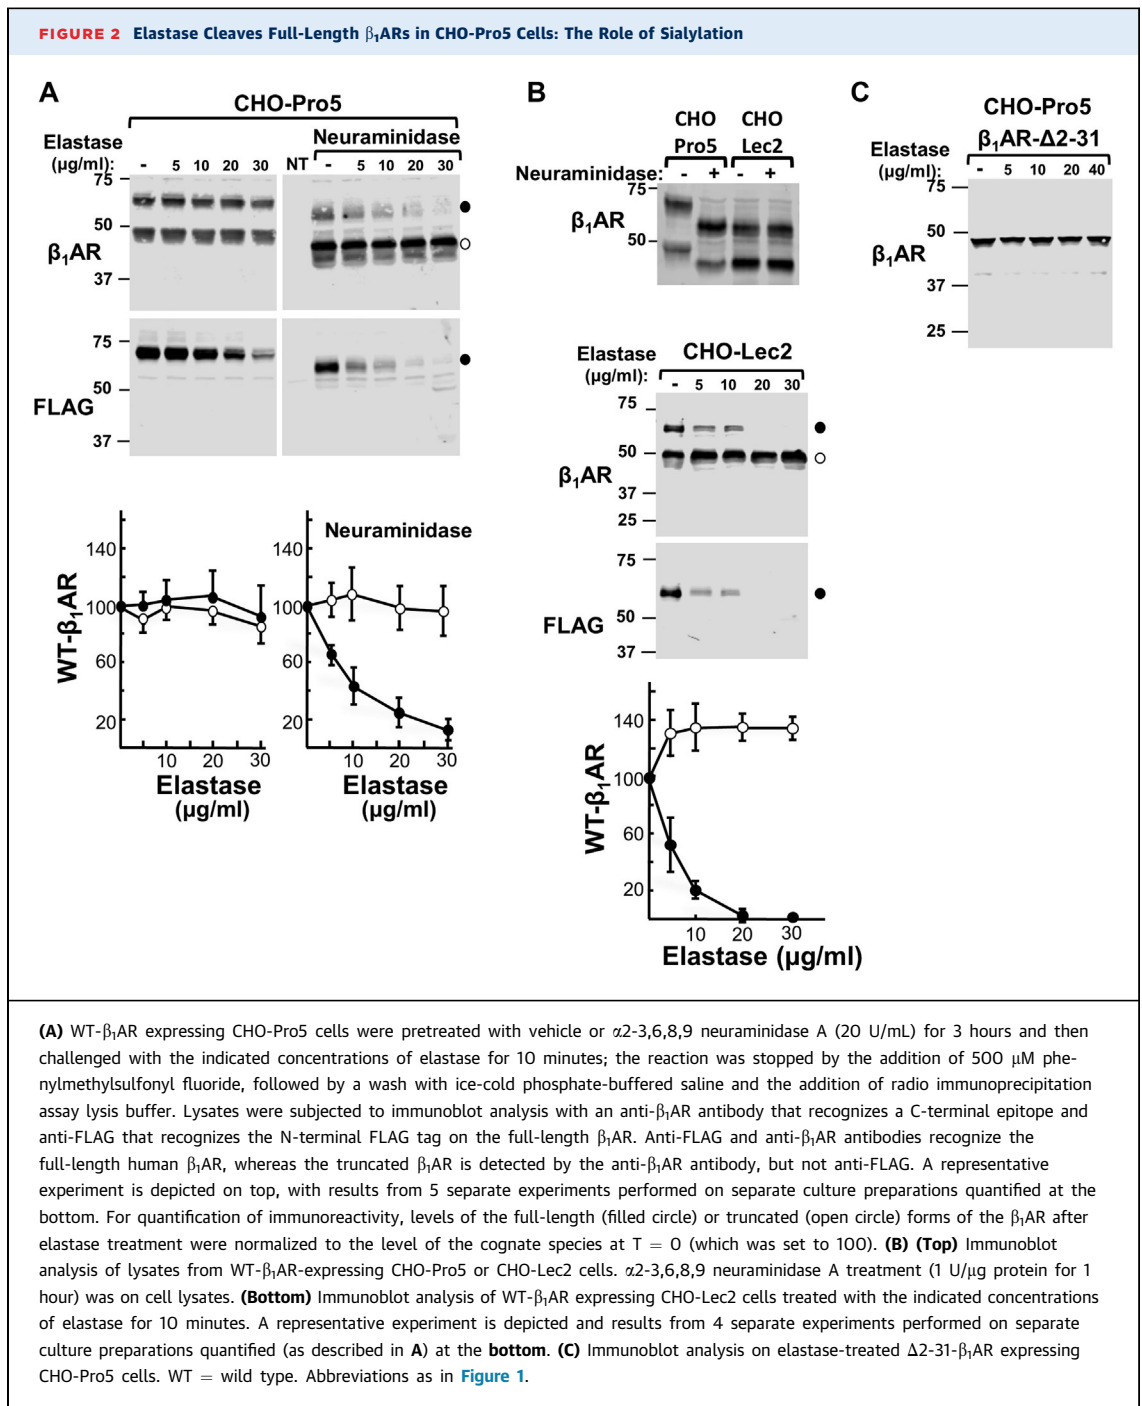 FIGURE 2 Elastase Cleaves Full-Length β₁ARs in CHO-Pro5 Cells: The Role of Sialylation
A
CHO-Pro5
Neuraminidase
Elastase
(µg/ml):
- 5 10 20 30 NT - 5 10 20 30
75
50
β₁AR
37
75
50
FLAG
37
Neuraminidase
140
100
60
20
WT-β₁AR
10 20 30
Elastase
(µg/ml)
140
100
60
20
10 20 30
Elastase
(µg/ml)
B
CHO CHO
Pro5 Lec2
Neuraminidase: - + - +
75
β₁AR
50
Elastase
(µg/ml):
CHO-Lec2
- 5 10 20 30
75
50
β₁AR
37
25
75
50
FLAG
37
140
100
60
20
WT-β₁AR
10 20 30
Elastase (µg/ml)
C
CHO-Pro5
β₁AR-Δ2-31
Elastase
(µg/ml):
- 5 10 20 40
75
50
β₁AR
37
25
(A) WT-β₁AR expressing CHO-Pro5 cells were pretreated with vehicle or α2-3,6,8,9 neuraminidase A (20 U/mL) for 3 hours and then
challenged with the indicated concentrations of elastase for 10 minutes; the reaction was stopped by the addition of 500 μM phe-
nylmethylsulfonyl fluoride, followed by a wash with ice-cold phosphate-buffered saline and the addition of radio immunoprecipitation
assay lysis buffer. Lysates were subjected to immunoblot analysis with an anti-β₁AR antibody that recognizes a C-terminal epitope and
anti-FLAG that recognizes the N-terminal FLAG tag on the full-length β₁AR. Anti-FLAG and anti-β₁AR antibodies recognize the
full-length human β₁AR, whereas the truncated β₁AR is detected by the anti-β₁AR antibody, but not anti-FLAG. A representative
experiment is depicted on top, with results from 5 separate experiments performed on separate culture preparations quantified at the
bottom. For quantification of immunoreactivity, levels of the full-length (filled circle) or truncated (open circle) forms of the β₁AR after
elastase treatment were normalized to the level of the cognate species at T = 0 (which was set to 100). (B) (Top) Immunoblot
analysis of lysates from WT-β₁AR-expressing CHO-Pro5 or CHO-Lec2 cells. α2-3,6,8,9 neuraminidase A treatment (1 U/μg protein for 1
hour) was on cell lysates. (Bottom) Immunoblot analysis of WT-β₁AR expressing CHO-Lec2 cells treated with the indicated concentrations
of elastase for 10 minutes. A representative experiment is depicted and results from 4 separate experiments performed on separate
culture preparations quantified (as described in A) at the bottom. (C) Immunoblot analysis on elastase-treated Δ2-31-β₁AR expressing
CHO-Pro5 cells. WT = wild type. Abbreviations as in Figure 1.